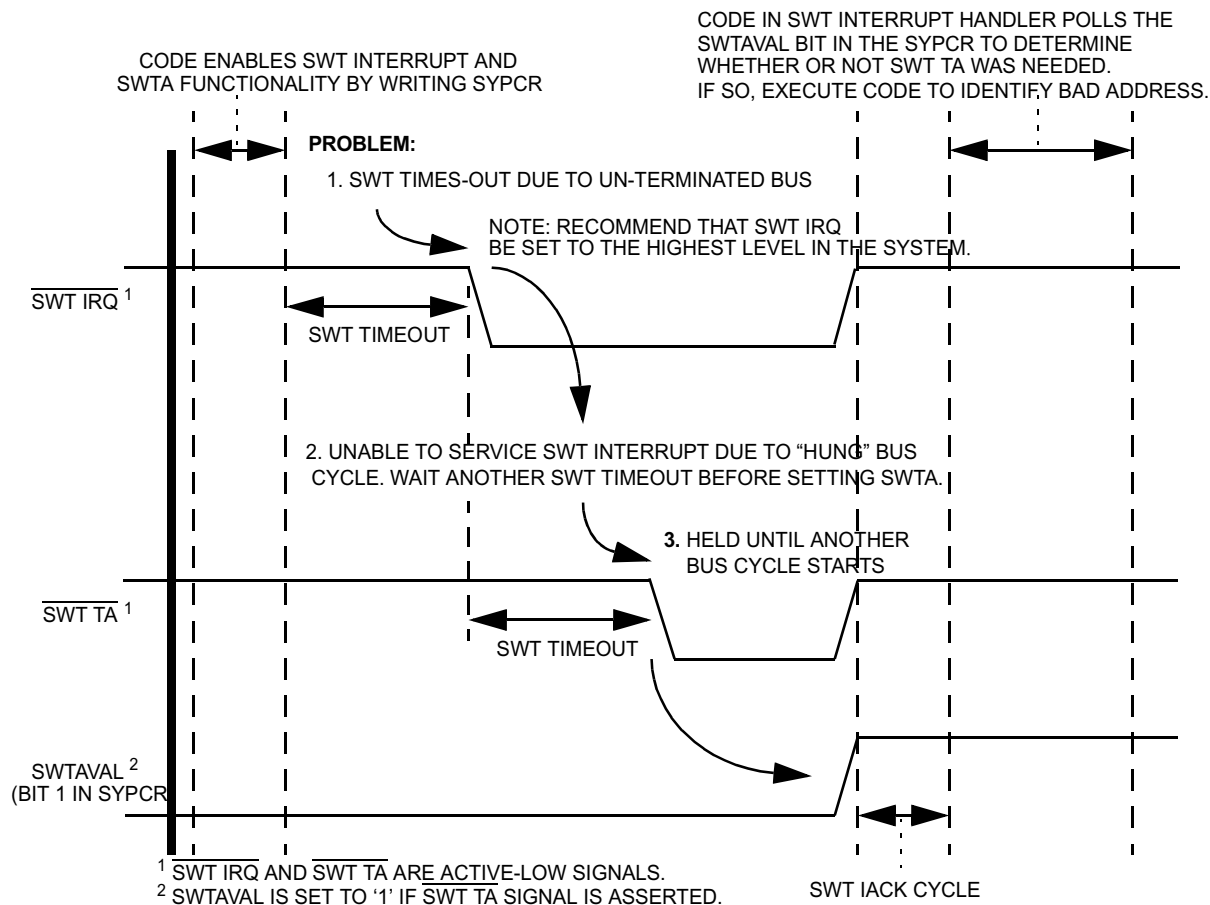 CODE IN SWT INTERRUPT HANDLER POLLS THE
SWTAVAL BIT IN THE SYPCR TO DETERMINE
WHETHER OR NOT SWT TA WAS NEEDED.
IF SO, EXECUTE CODE TO IDENTIFY BAD ADDRESS.
CODE ENABLES SWT INTERRUPT AND
SWTA FUNCTIONALITY BY WRITING SYPCR
PROBLEM:
1. SWT TIMES-OUT DUE TO UN-TERMINATED BUS
NOTE: RECOMMEND THAT SWT IRQ
BE SET TO THE HIGHEST LEVEL IN THE SYSTEM.
SWT IRQ 1
SWT TIMEOUT
2. UNABLE TO SERVICE SWT INTERRUPT DUE TO “HUNG” BUS
CYCLE. WAIT ANOTHER SWT TIMEOUT BEFORE SETTING SWTA.
3. HELD UNTIL ANOTHER
BUS CYCLE STARTS
SWT TA 1
SWT TIMEOUT
SWTAVAL 2
(BIT 1 IN SYPCR
1 SWT IRQ AND SWT TA ARE ACTIVE-LOW SIGNALS.
2 SWTAVAL IS SET TO ‘1’ IF SWT TA SIGNAL IS ASSERTED.
SWT IACK CYCLE